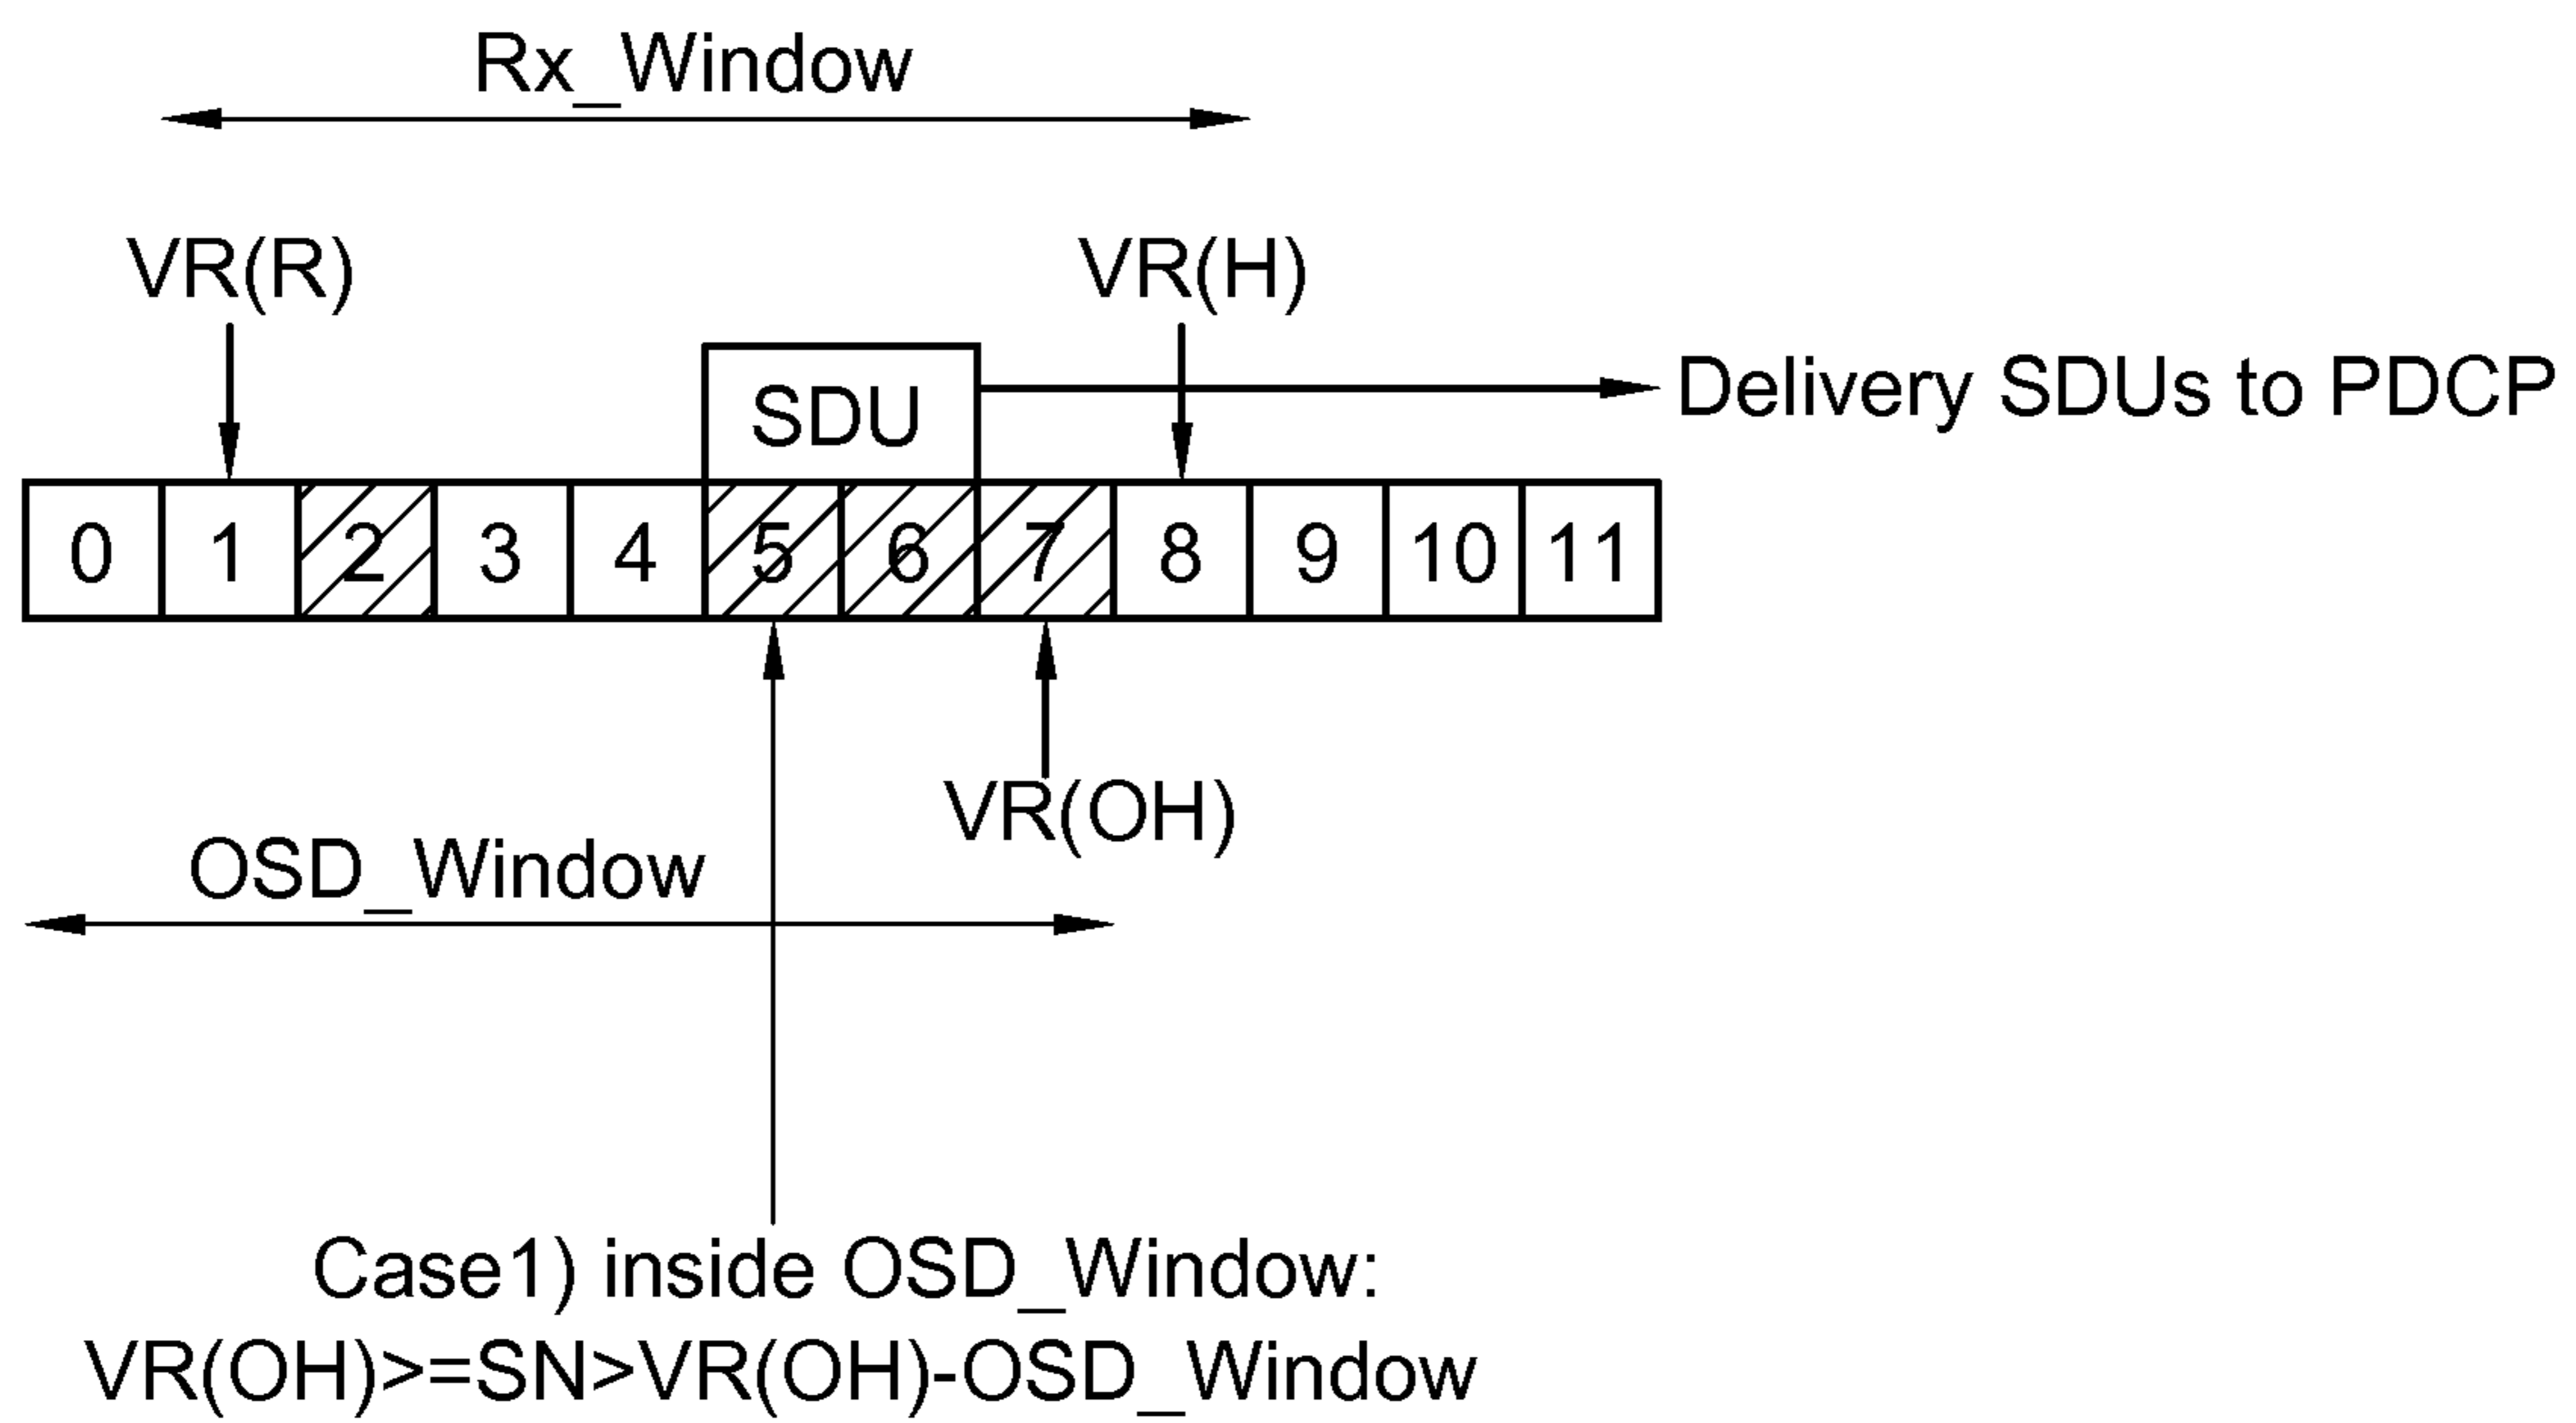 Rx_Window
VR(R)
VR(H)
SDU
Delivery SDUs to PDCP
0 1 2 3 4 5 6 7 8 9 10 11
VR(OH)
OSD_Window
Case1) inside OSD_Window:
VR(OH)>=SN>VR(OH)-OSD_Window